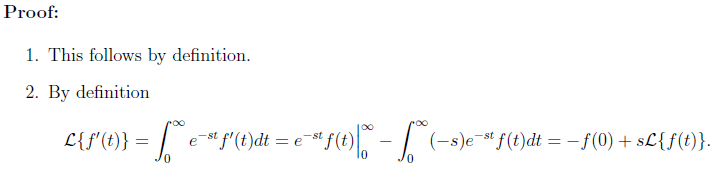 Proof:
1. This follows by definition.
2. By definition
ℒ{f′(t)} = ∫₀^∞ e^{−st} f′(t)dt = e^{−st} f(t)|₀^∞ − ∫₀^∞ (−s)e^{−st} f(t)dt = −f(0) + sℒ{f(t)}.